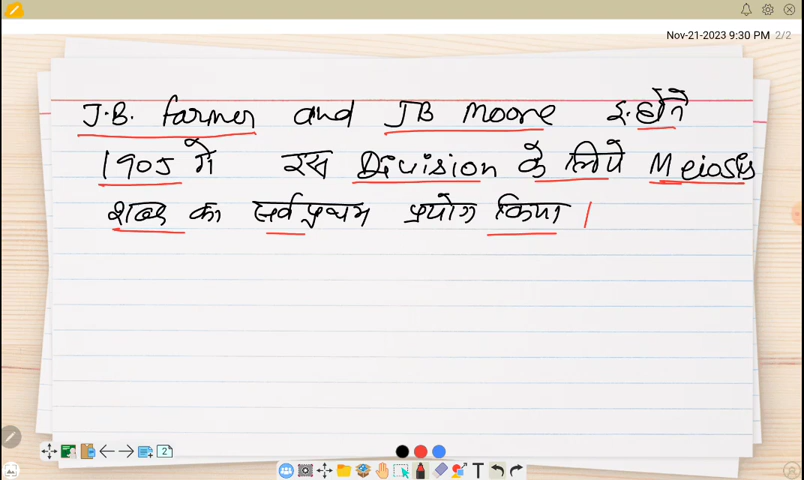 Nov-21-2023 9:30 PM 2/2
J.B. farmer and JB Moore इ.होने
1905 मे इस Division के लिये Meiosis
शब्द का सर्वप्रथम प्रयोग किया।
2
T